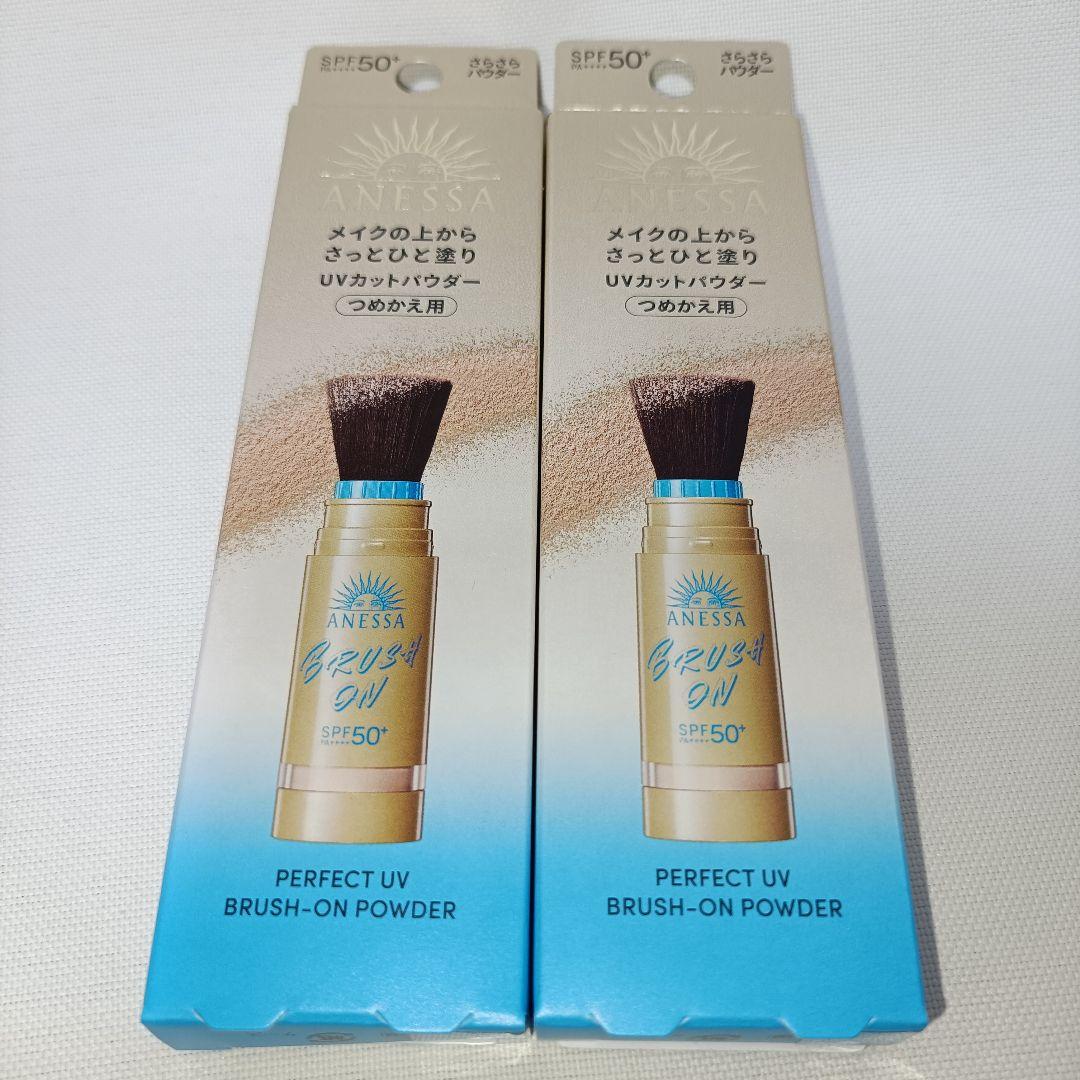 SPF50+
PA++++
さらさら
パウダー
ANESSA
メイクの上から
さっとひと塗り
UVカットパウダー
つめかえ用
ANESSA
BRUSH
ON
SPF50+
PA++++
PERFECT UV
BRUSH-ON POWDER
SPF50+
PA++++
さらさら
パウダー
ANESSA
メイクの上から
さっとひと塗り
UVカットパウダー
つめかえ用
ANESSA
BRUSH
ON
SPF50+
PA++++
PERFECT UV
BRUSH-ON POWDER